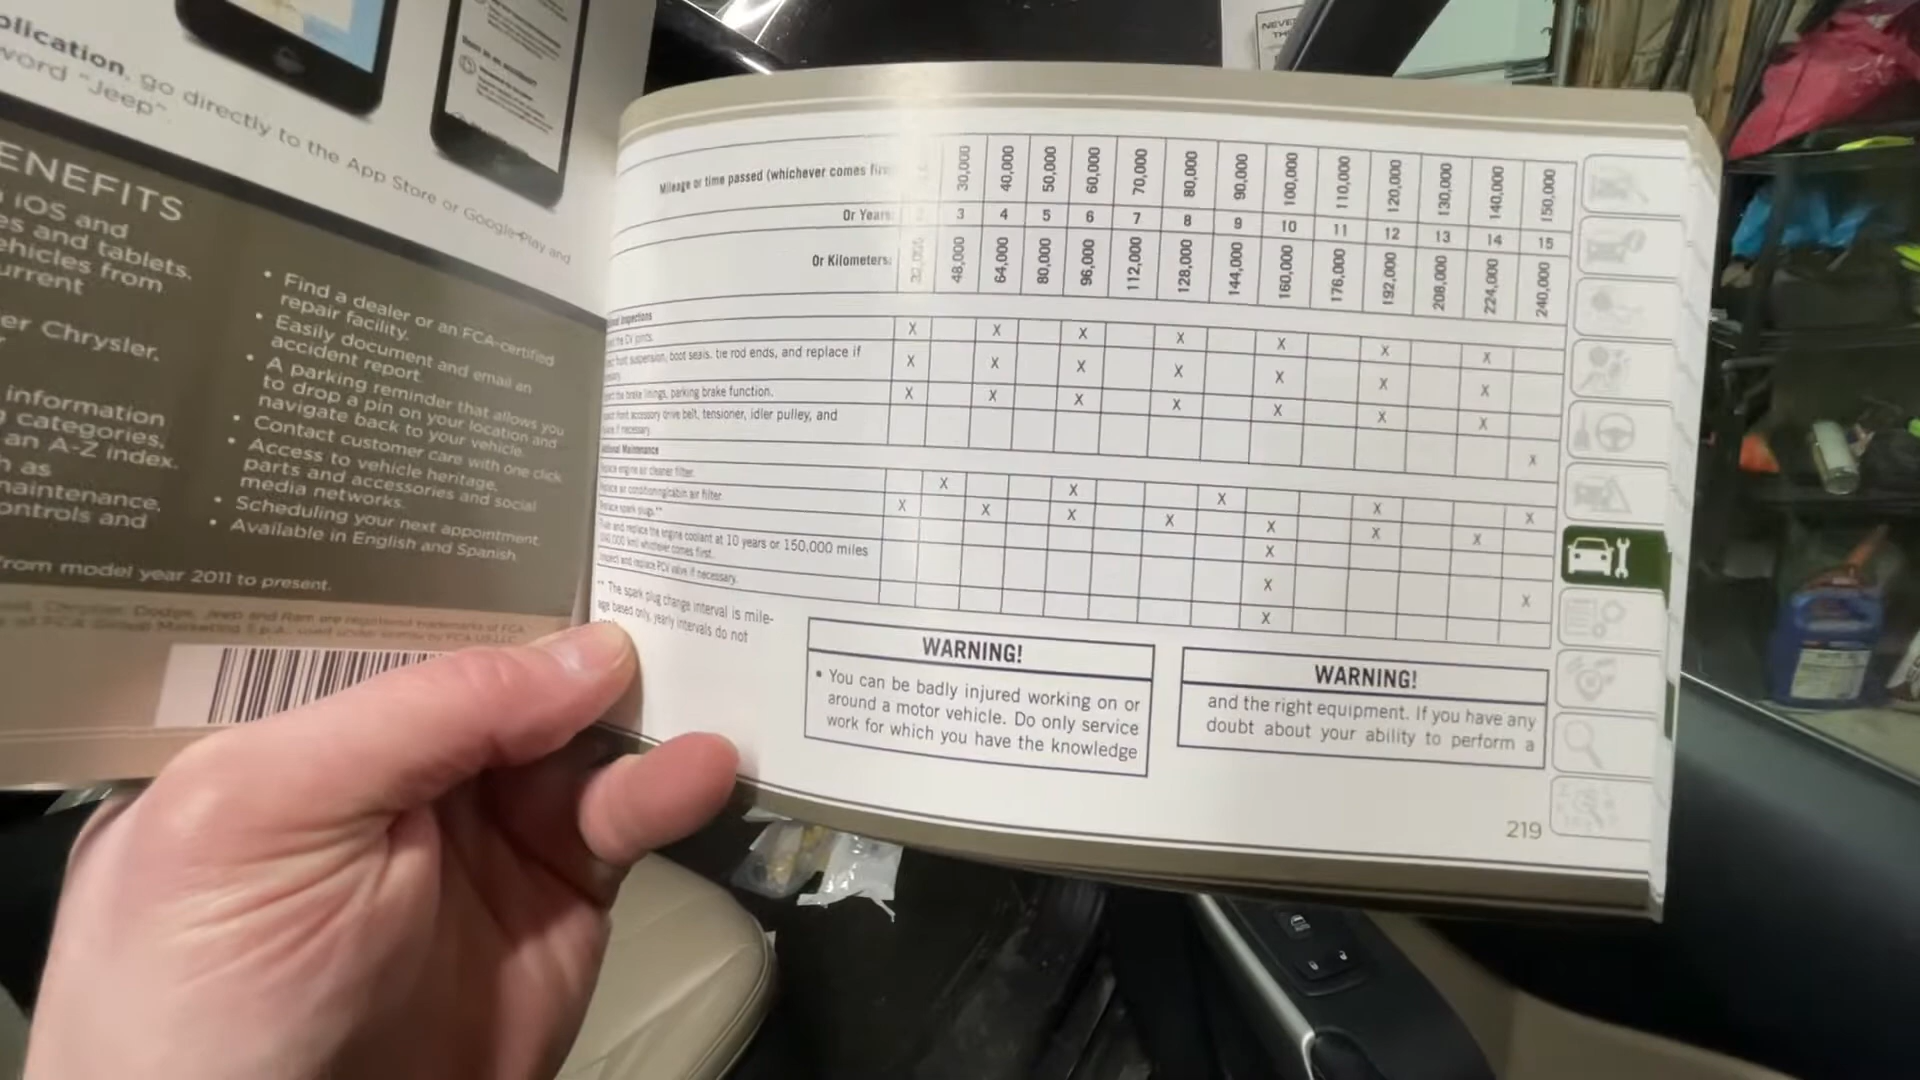 plication, go directly to the App Store or Google Play and
word "Jeep".
ENEFITS
iOS and
es and tablets.
ehicles from
urrent
er Chrysler,
information
g categories,
an A-Z index.
h as
maintenance,
ontrols and
• Find a dealer or an FCA-certified
repair facility.
• Easily document and email an
accident report.
• A parking reminder that allows you
to drop a pin on your location and
navigate back to your vehicle.
• Contact customer care with one click
• Access to vehicle heritage,
parts and accessories and social
media networks.
• Scheduling your next appointment.
• Available in English and Spanish.
from model year 2011 to present.
Mileage or time passed (whichever comes firs
30,000 40,000 50,000 60,000 70,000 80,000 90,000 100,000 110,000 120,000 130,000 140,000 150,000
Or Years: 3 4 5 6 7 8 9 10 11 12 13 14 15
Or Kilometers: 48,000 64,000 80,000 96,000 112,000 128,000 144,000 160,000 176,000 192,000 208,000 224,000 240,000
Inspections
the CV joints. X X X X X X X
front suspension, boot seals, tie rod ends, and replace if X X X X X X X
the brake linings, parking brake function. X X X X X X X
front accessory drive belt, tensioner, idler pulley, and
if necessary. X
Maintenance
Replace engine air cleaner filter. X X X X X
Replace air conditioning/cabin air filter. X X X X X X X
Replace spark plugs.** X
and replace the engine coolant at 10 years or 150,000 miles
whichever comes first. X X
Inspect and replace PCV valve if necessary. X
** The spark plug change interval is mile-
age based only, yearly intervals do not
WARNING!
• You can be badly injured working on or
around a motor vehicle. Do only service
work for which you have the knowledge
WARNING!
and the right equipment. If you have any
doubt about your ability to perform a
219
NEVE